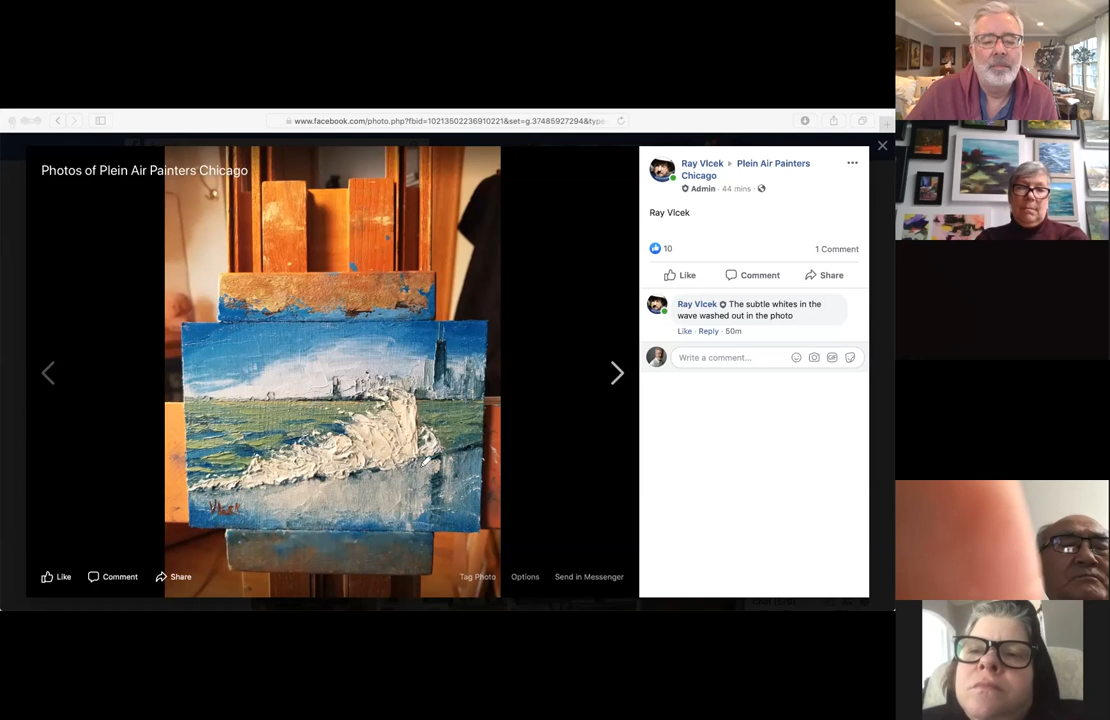 www.facebook.com/photo.php?fbid=10213502236910221&set=g.37485927294&type
Photos of Plein Air Painters Chicago
Vlcek
Like
Comment
Share
Tag Photo
Options
Send in Messenger
Ray Vlcek ▸ Plein Air Painters
Chicago
Admin · 44 mins ·
Ray Vlcek
10
1 Comment
Like
Comment
Share
Ray Vlcek The subtle whites in the
wave washed out in the photo
Like · Reply · 50m
Write a comment...
GIF